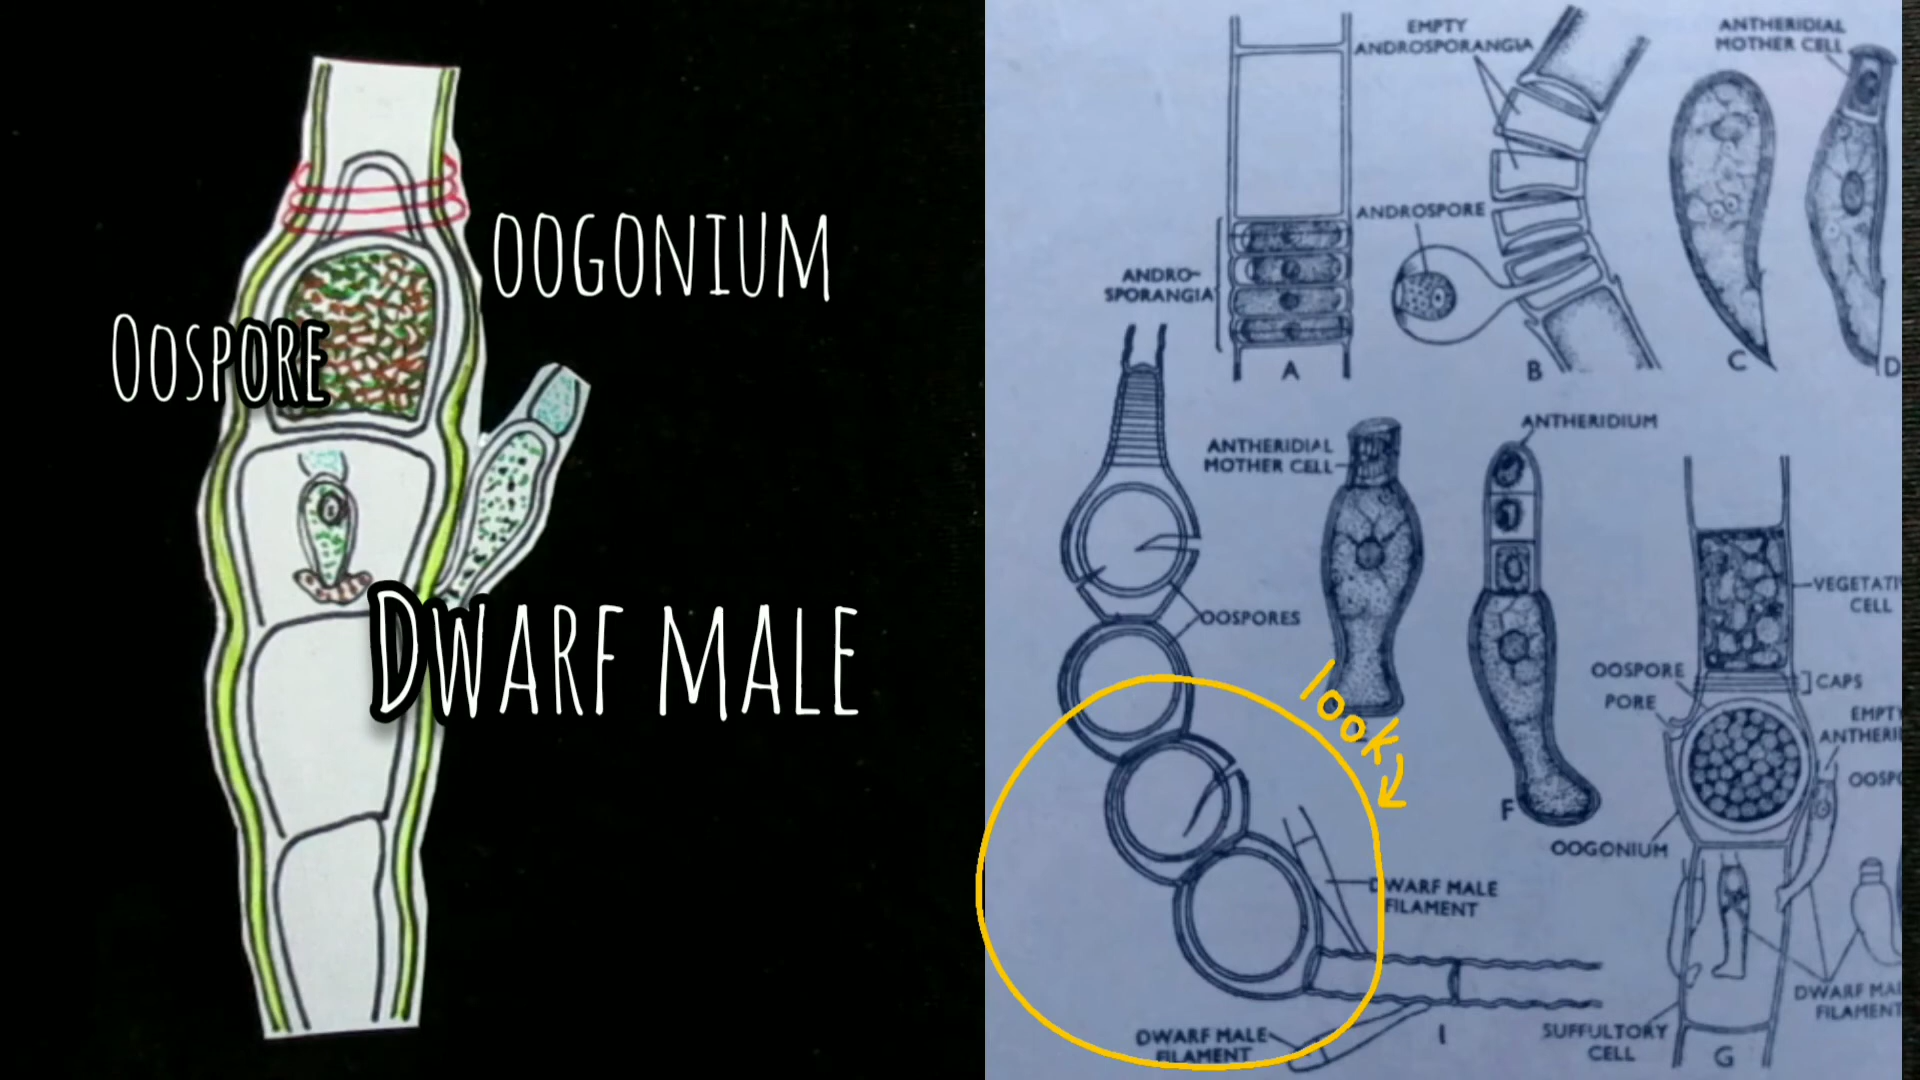 OOGONIUM
OOSPORE
DWARF MALE
EMPTY
ANDROSPORANGIA
ANTHERIDIAL
MOTHER CELL
ANDROSPORE
ANDRO-
SPORANGIA
A
B
C
D
ANTHERIDIAL
MOTHER CELL
ANTHERIDIUM
OOSPORES
look
F
VEGETATI
CELL
OOSPORE
PORE
CAPS
EMPTY
ANTHERI
OOSPO
OOGONIUM
DWARF MALE
FILAMENT
DWARF MALE
FILAMENT
I
SUFFULTORY
CELL
G
DWARF MA
FILAMENT